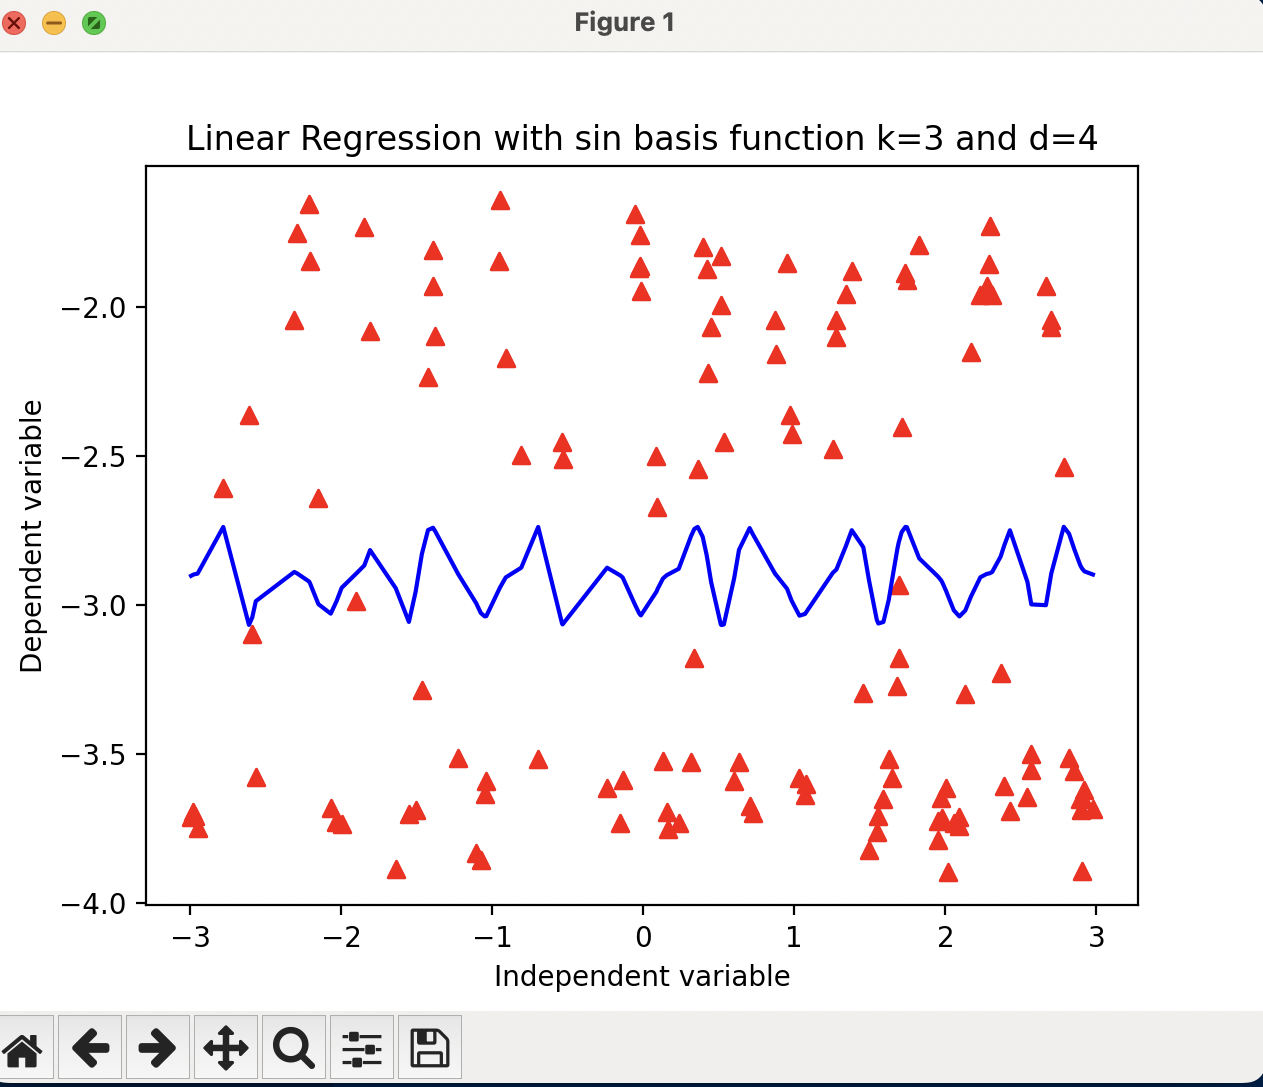 Figure 1
Linear Regression with sin basis function k=3 and d=4
−2.0
−2.5
−3.0
−3.5
−4.0
Dependent variable
−3 −2 −1 0 1 2 3
Independent variable